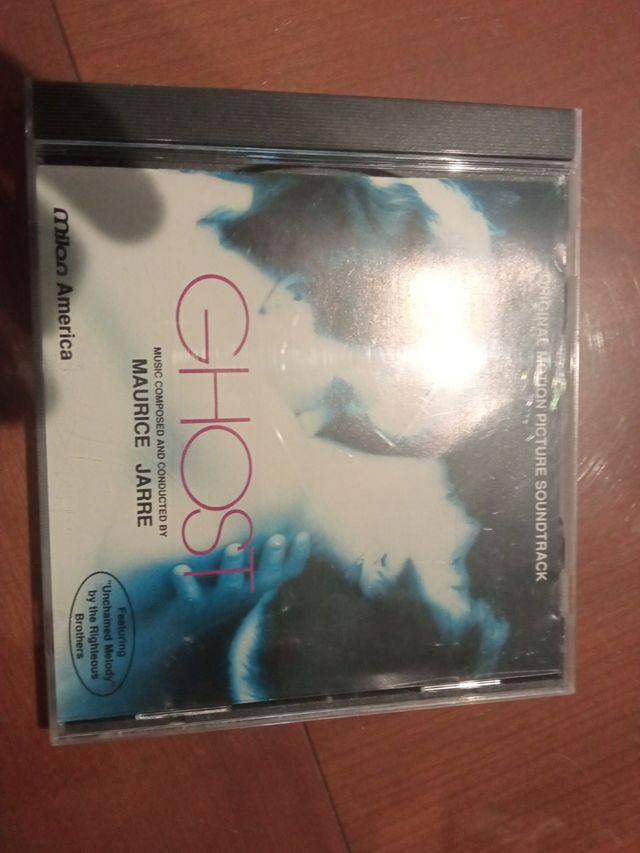 ORIGINAL MOTION PICTURE SOUNDTRACK
GHOST
MUSIC COMPOSED AND CONDUCTED BY
MAURICE JARRE
Featuring
"Unchained Melody"
by the Righteous
Brothers
milan America